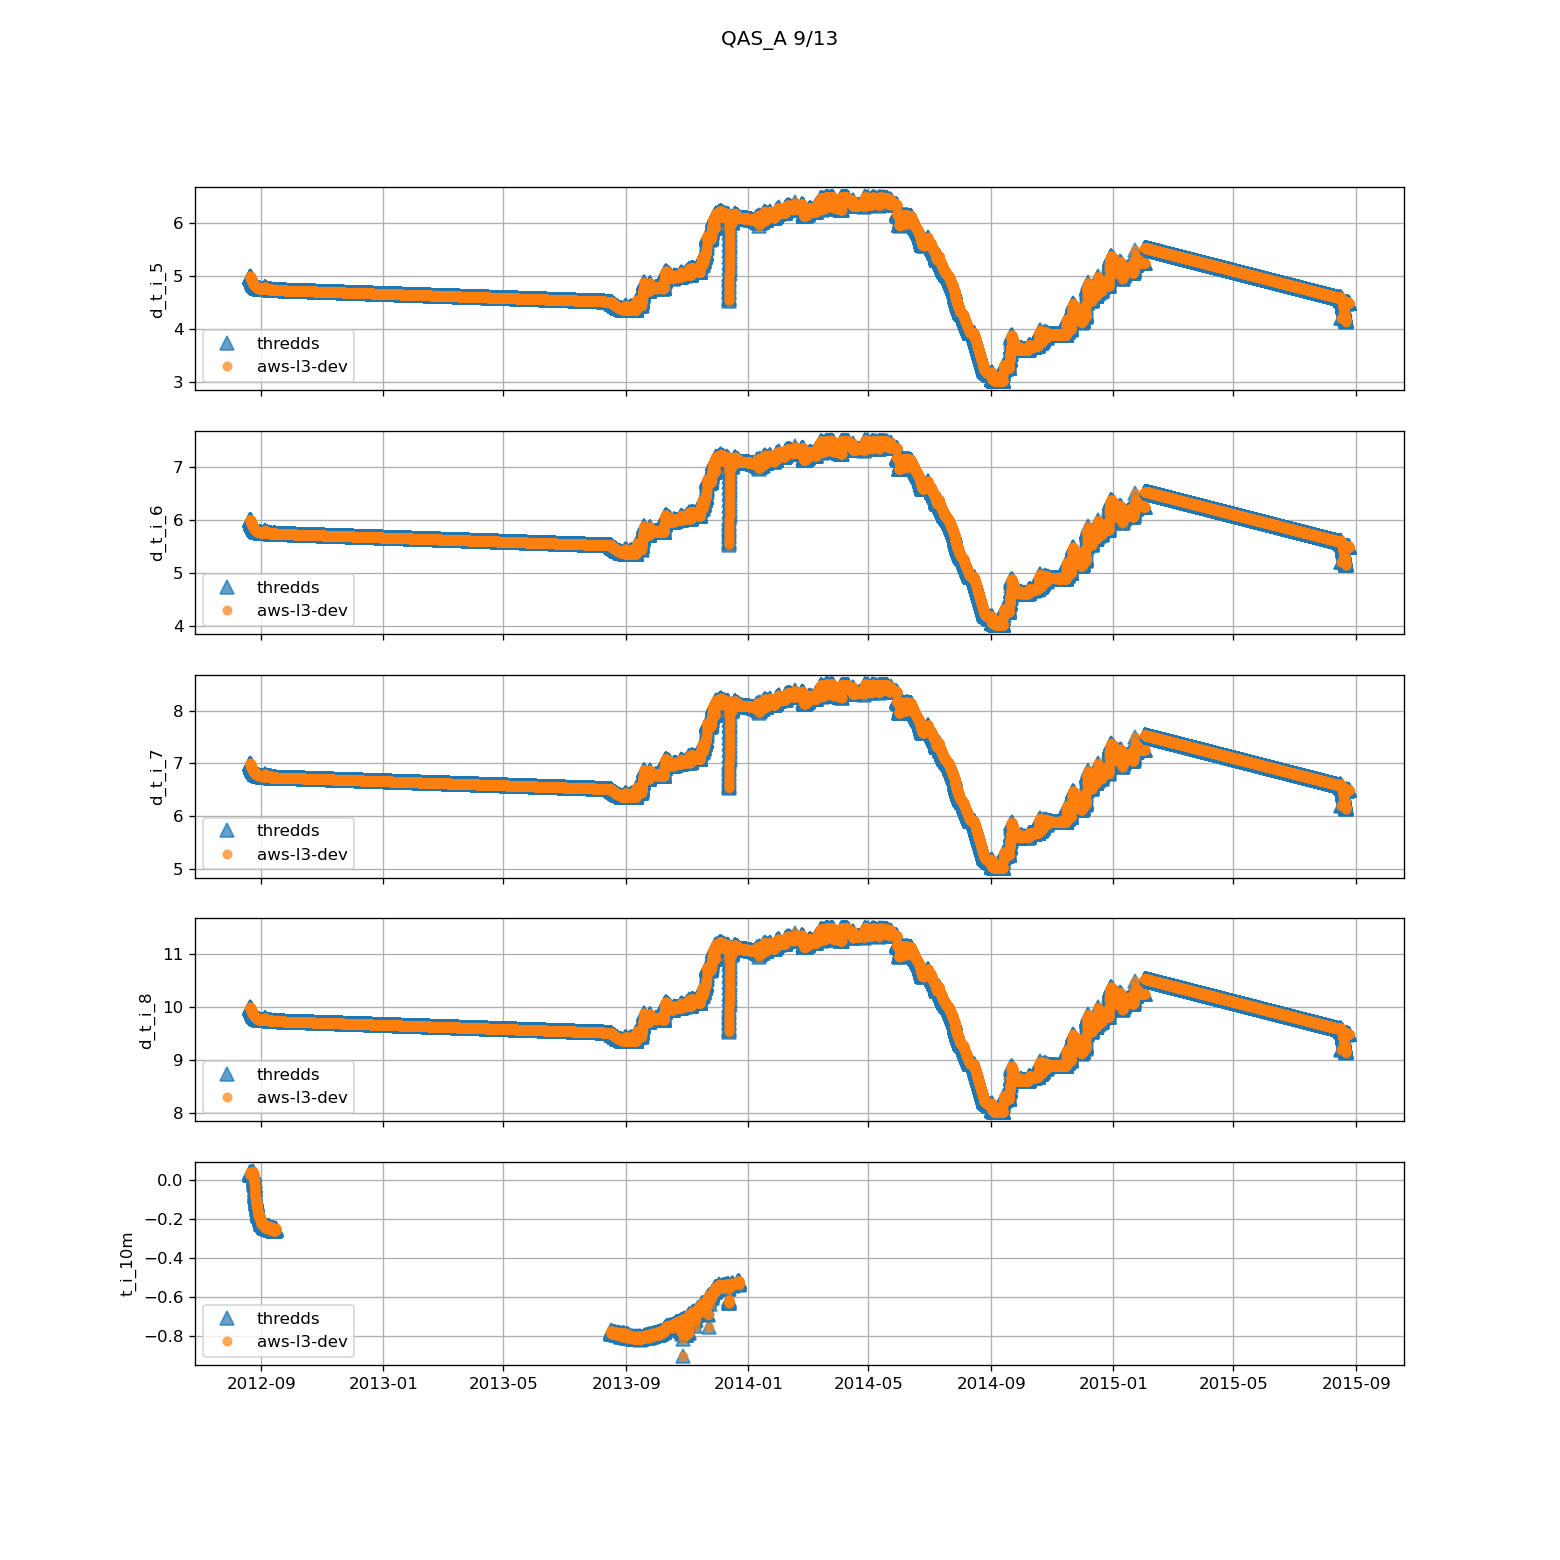 QAS_A 9/13
6
5
4
3
d_t_i_5
thredds
aws-l3-dev
7
6
5
4
d_t_i_6
thredds
aws-l3-dev
8
7
6
5
d_t_i_7
thredds
aws-l3-dev
11
10
9
8
d_t_i_8
thredds
aws-l3-dev
0.0
−0.2
−0.4
−0.6
−0.8
t_i_10m
thredds
aws-l3-dev
2012-09 2013-01 2013-05 2013-09 2014-01 2014-05 2014-09 2015-01 2015-05 2015-09